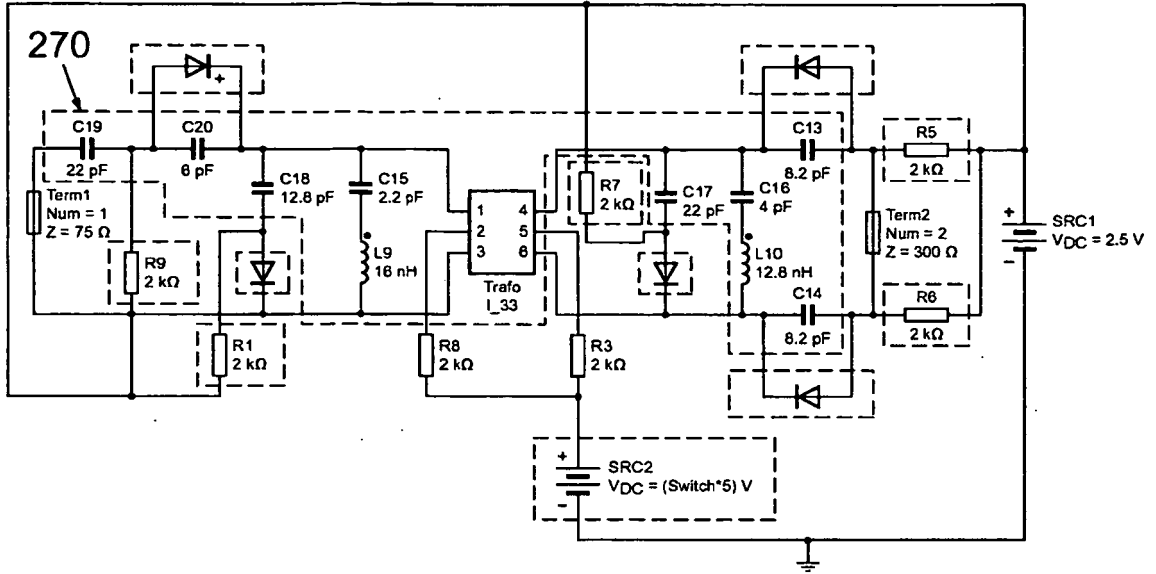 270
C19
22 pF
C20
6 pF
C18
12.8 pF
C15
2.2 pF
L9
16 nH
Term1
Num = 1
Z = 75 Ω
R9
2 kΩ
R1
2 kΩ
+
1
2
3
4
5
6
Trafo
I_33
R8
2 kΩ
R3
2 kΩ
R7
2 kΩ
C17
22 pF
C16
4 pF
L10
12.8 nH
C13
8.2 pF
C14
8.2 pF
R5
2 kΩ
Term2
Num = 2
Z = 300 Ω
R6
2 kΩ
+
SRC1
VDC = 2.5 V
-
+
SRC2
VDC = (Switch*5) V
-